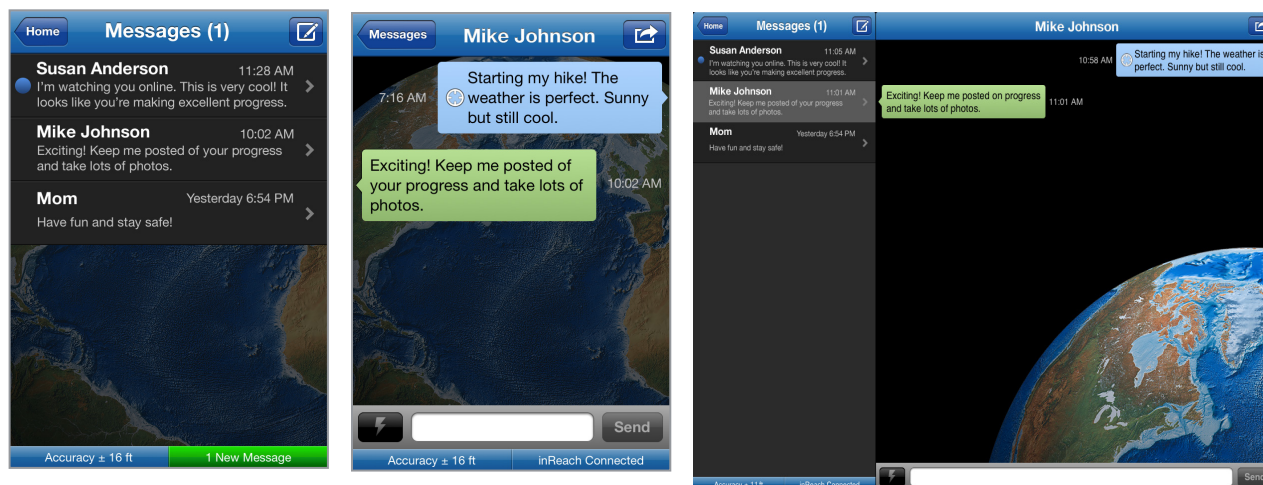 Home
Messages (1)
Susan Anderson
11:28 AM
I'm watching you online. This is very cool! It
looks like you're making excellent progress.
Mike Johnson
10:02 AM
Exciting! Keep me posted of your progress
and take lots of photos.
Mom
Yesterday 6:54 PM
Have fun and stay safe!
Accuracy ± 16 ft
1 New Message
Messages
Mike Johnson
7:16 AM
Starting my hike! The
weather is perfect. Sunny
but still cool.
Exciting! Keep me posted of
your progress and take lots of
photos.
10:02 AM
Send
Accuracy ± 16 ft
inReach Connected
Home
Messages (1)
Susan Anderson
11:05 AM
I'm watching you online. This is very cool! It
looks like you're making excellent progress.
Mike Johnson
11:01 AM
Exciting! Keep me posted of your progress
and take lots of photos.
Mom
Yesterday 6:54 PM
Have fun and stay safe!
Accuracy ± 11 ft
inReach Connected
Mike Johnson
10:58 AM
Starting my hike! The weather is
perfect. Sunny but still cool.
Exciting! Keep me posted on progress
and take lots of photos.
11:01 AM
Send